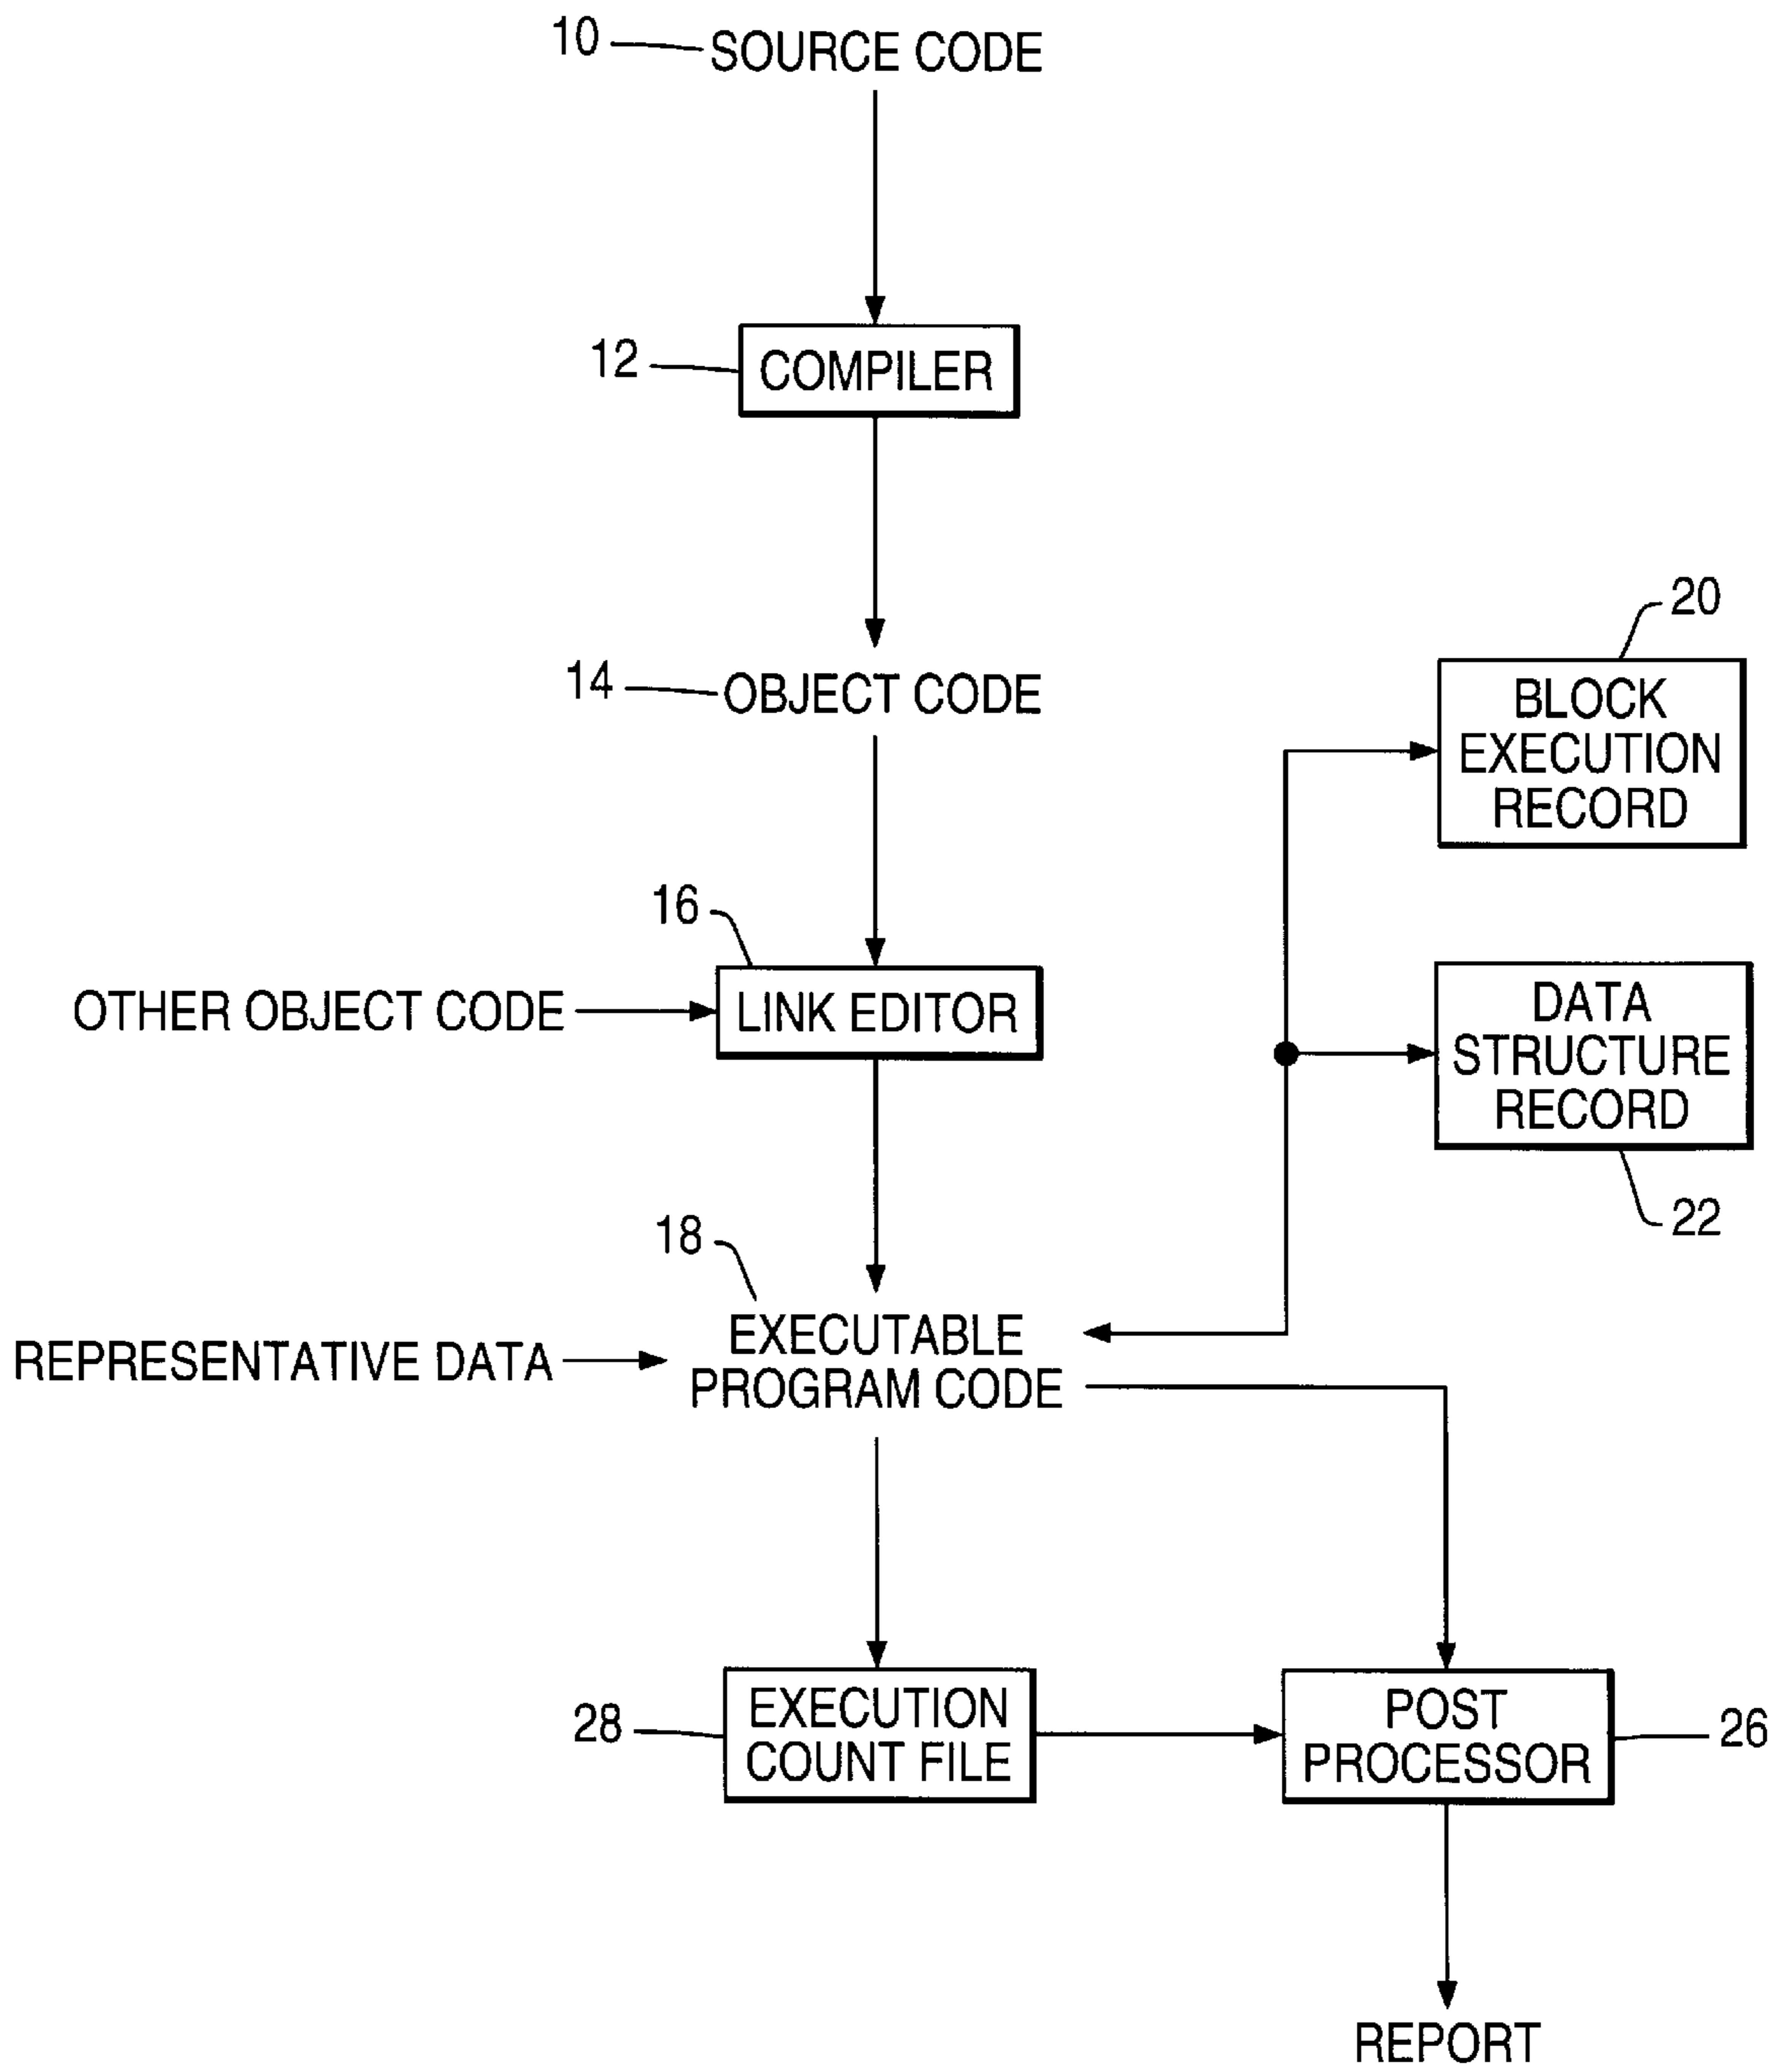 10 SOURCE CODE
12 COMPILER
14 OBJECT CODE
20
BLOCK
EXECUTION
RECORD
16
OTHER OBJECT CODE
LINK EDITOR
DATA
STRUCTURE
RECORD
22
18
REPRESENTATIVE DATA
EXECUTABLE
PROGRAM CODE
28
EXECUTION
COUNT FILE
POST
PROCESSOR
26
REPORT